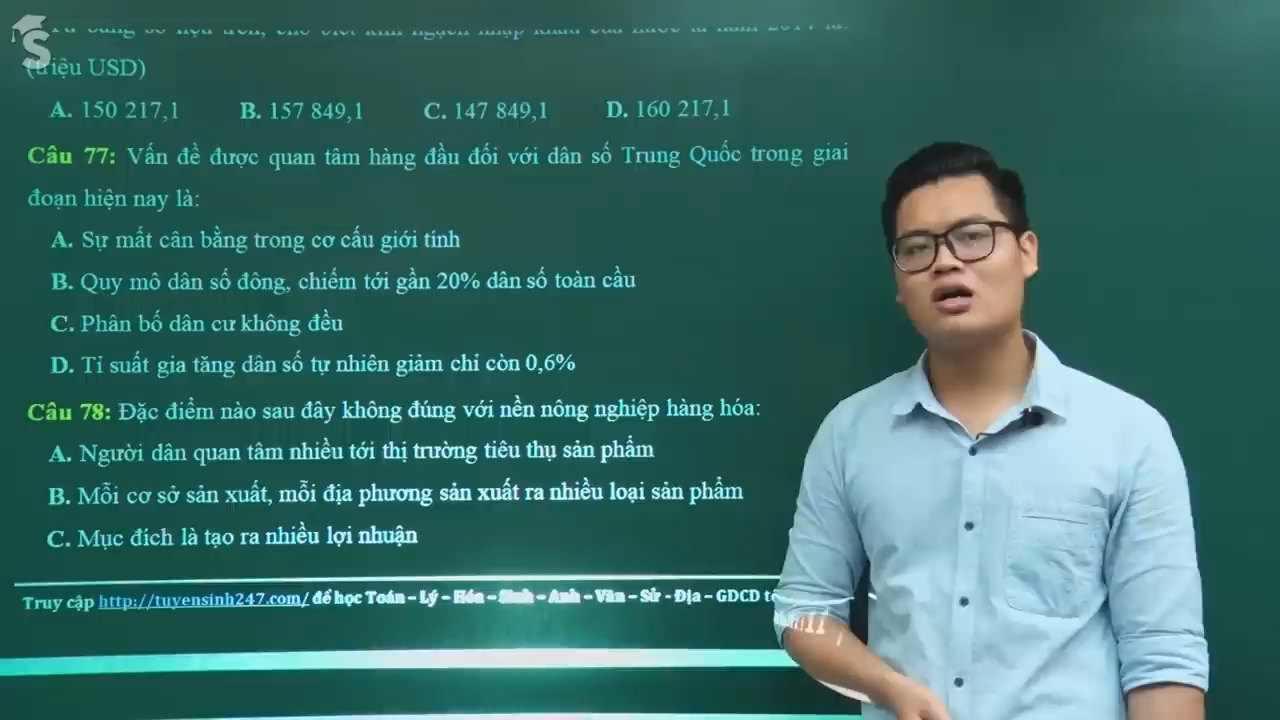 (triệu USD)
A. 150 217,1 B. 157 849,1 C. 147 849,1 D. 160 217,1
Câu 77: Vấn đề được quan tâm hàng đầu đối với dân số Trung Quốc trong giai
đoạn hiện nay là:
A. Sự mất cân bằng trong cơ cấu giới tính
B. Quy mô dân số đông, chiếm tới gần 20% dân số toàn cầu
C. Phân bố dân cư không đều
D. Tỉ suất gia tăng dân số tự nhiên giảm chỉ còn 0,6%
Câu 78: Đặc điểm nào sau đây không đúng với nền nông nghiệp hàng hóa:
A. Người dân quan tâm nhiều tới thị trường tiêu thụ sản phẩm
B. Mỗi cơ sở sản xuất, mỗi địa phương sản xuất ra nhiều loại sản phẩm
C. Mục đích là tạo ra nhiều lợi nhuận
Truy cập http://tuyensinh247.com/ để học Toán – Lý – Hóa – Sinh – Anh – Văn – Sử - Địa – GDCD